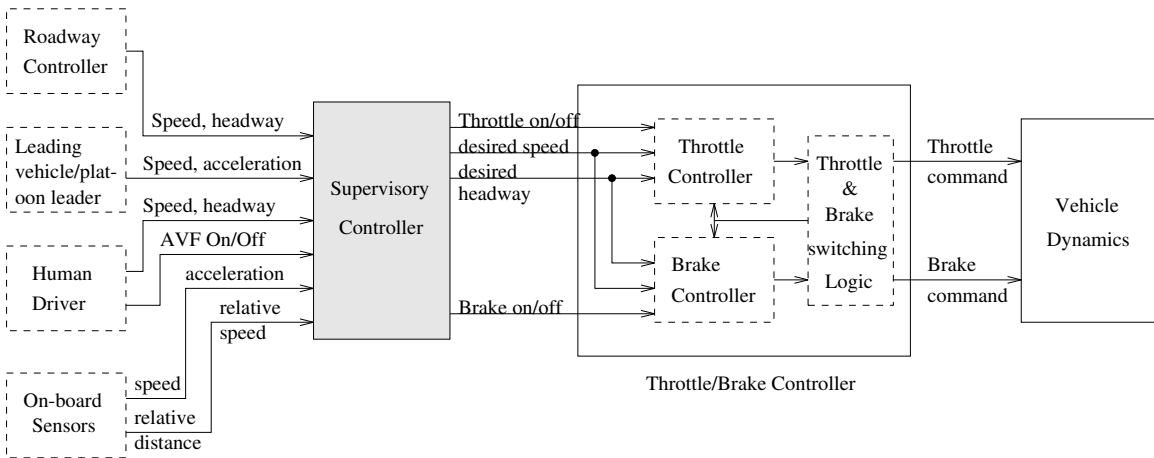 Roadway
Controller
Speed, headway
Leading
vehicle/plat-
oon leader
Speed, acceleration
Speed, headway
AVF On/Off
Human
Driver
acceleration
relative
speed
On-board
Sensors
speed
relative
distance
Supervisory
Controller
Throttle on/off
desired speed
desired
headway
Brake on/off
Throttle
Controller
Brake
Controller
Throttle
&
Brake
switching
Logic
Throttle/Brake Controller
Throttle
command
Brake
command
Vehicle
Dynamics